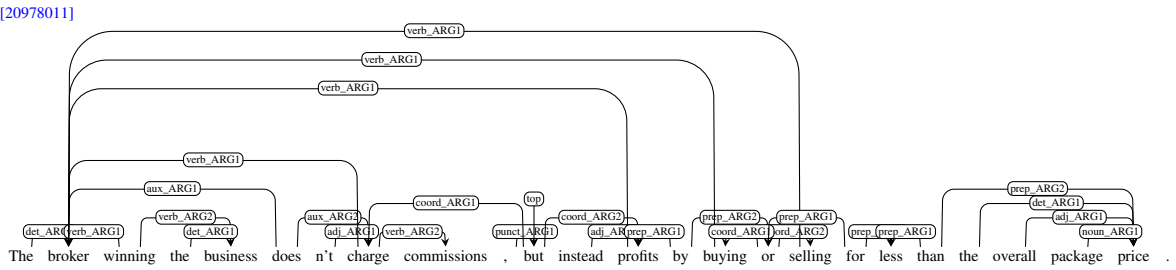 [20978011]
verb_ARG1
verb_ARG1
verb_ARG1
verb_ARG1
aux_ARG1 prep_ARG2
coord_ARG1 top det_ARG1
verb_ARG2 aux_ARG2 coord_ARG2 prep_ARG2 prep_ARG1 adj_ARG1
verb_ARG1 det_ARG1 adj_ARG1 verb_ARG2 punct_ARG1 prep_ARG1 coord_ARG1 prep_ARG1 noun_ARG1
The broker winning the business does n't charge commissions , but instead profits by buying or selling for less than the overall package price .